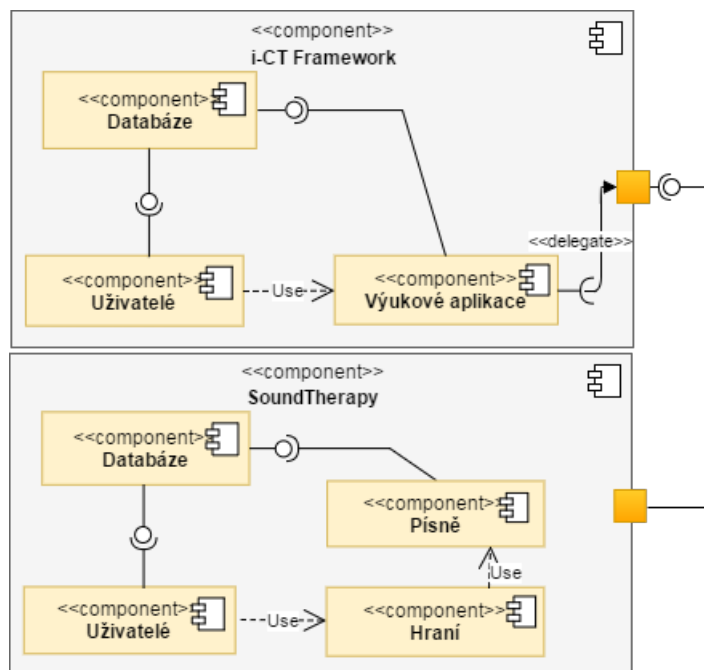 <<component>>
i-CT Framework
<<component>>
Databáze
<<delegate>>
<<component>>
Uživatelé
Use
<<component>>
Výukové aplikace
<<component>>
SoundTherapy
<<component>>
Databáze
<<component>>
Písně
Use
<<component>>
Uživatelé
Use
<<component>>
Hraní